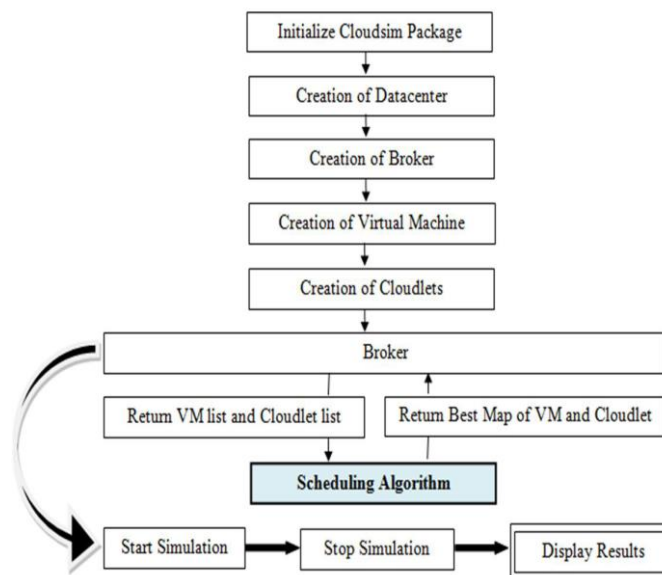 Initialize Cloudsim Package
Creation of Datacenter
Creation of Broker
Creation of Virtual Machine
Creation of Cloudlets
Broker
Return VM list and Cloudlet list
Return Best Map of VM and Cloudlet
Scheduling Algorithm
Start Simulation
Stop Simulation
Display Results